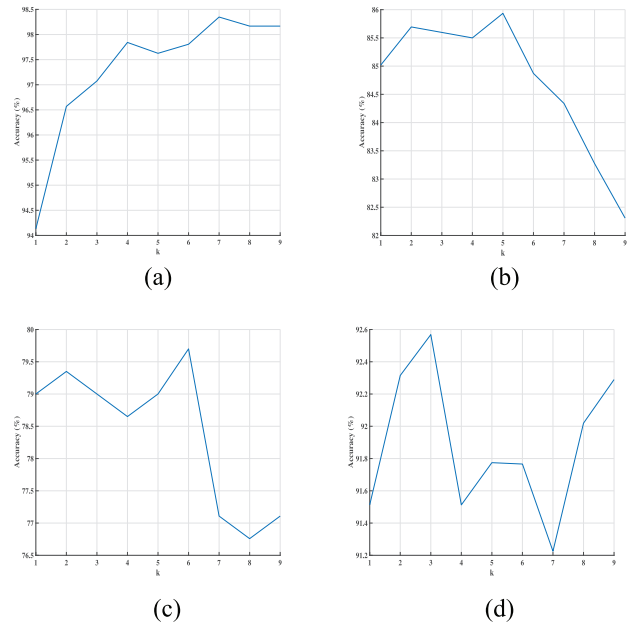 98.5
98
97.5
97
96.5
96
95.5
95
94.5
94
Accuracy (%)
1 2 3 4 5 6 7 8 9
k
(a)
86
85.5
85
84.5
84
83.5
83
82.5
82
Accuracy (%)
1 2 3 4 5 6 7 8 9
k
(b)
80
79.5
79
78.5
78
77.5
77
76.5
Accuracy (%)
1 2 3 4 5 6 7 8 9
k
(c)
92.6
92.4
92.2
92
91.8
91.6
91.4
91.2
Accuracy (%)
1 2 3 4 5 6 7 8 9
k
(d)